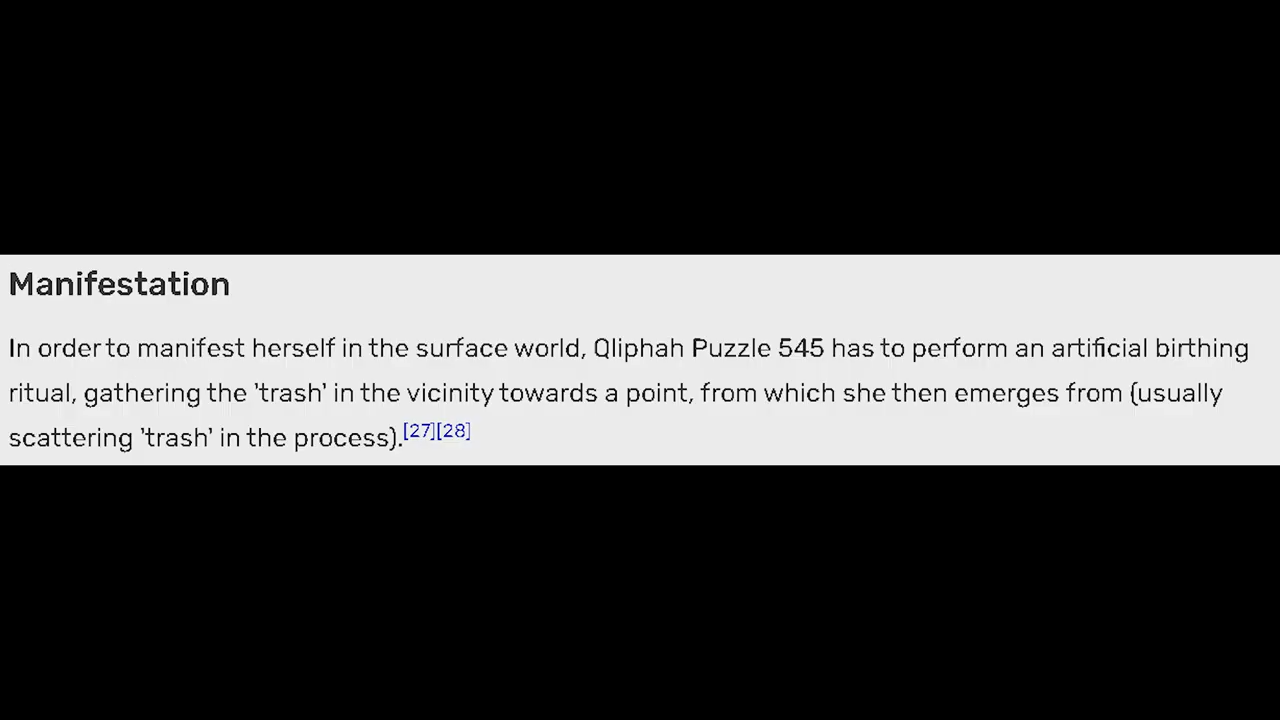 Manifestation
In order to manifest herself in the surface world, Qliphah Puzzle 545 has to perform an artificial birthing
ritual, gathering the 'trash' in the vicinity towards a point, from which she then emerges from (usually
scattering 'trash' in the process).[27][28]